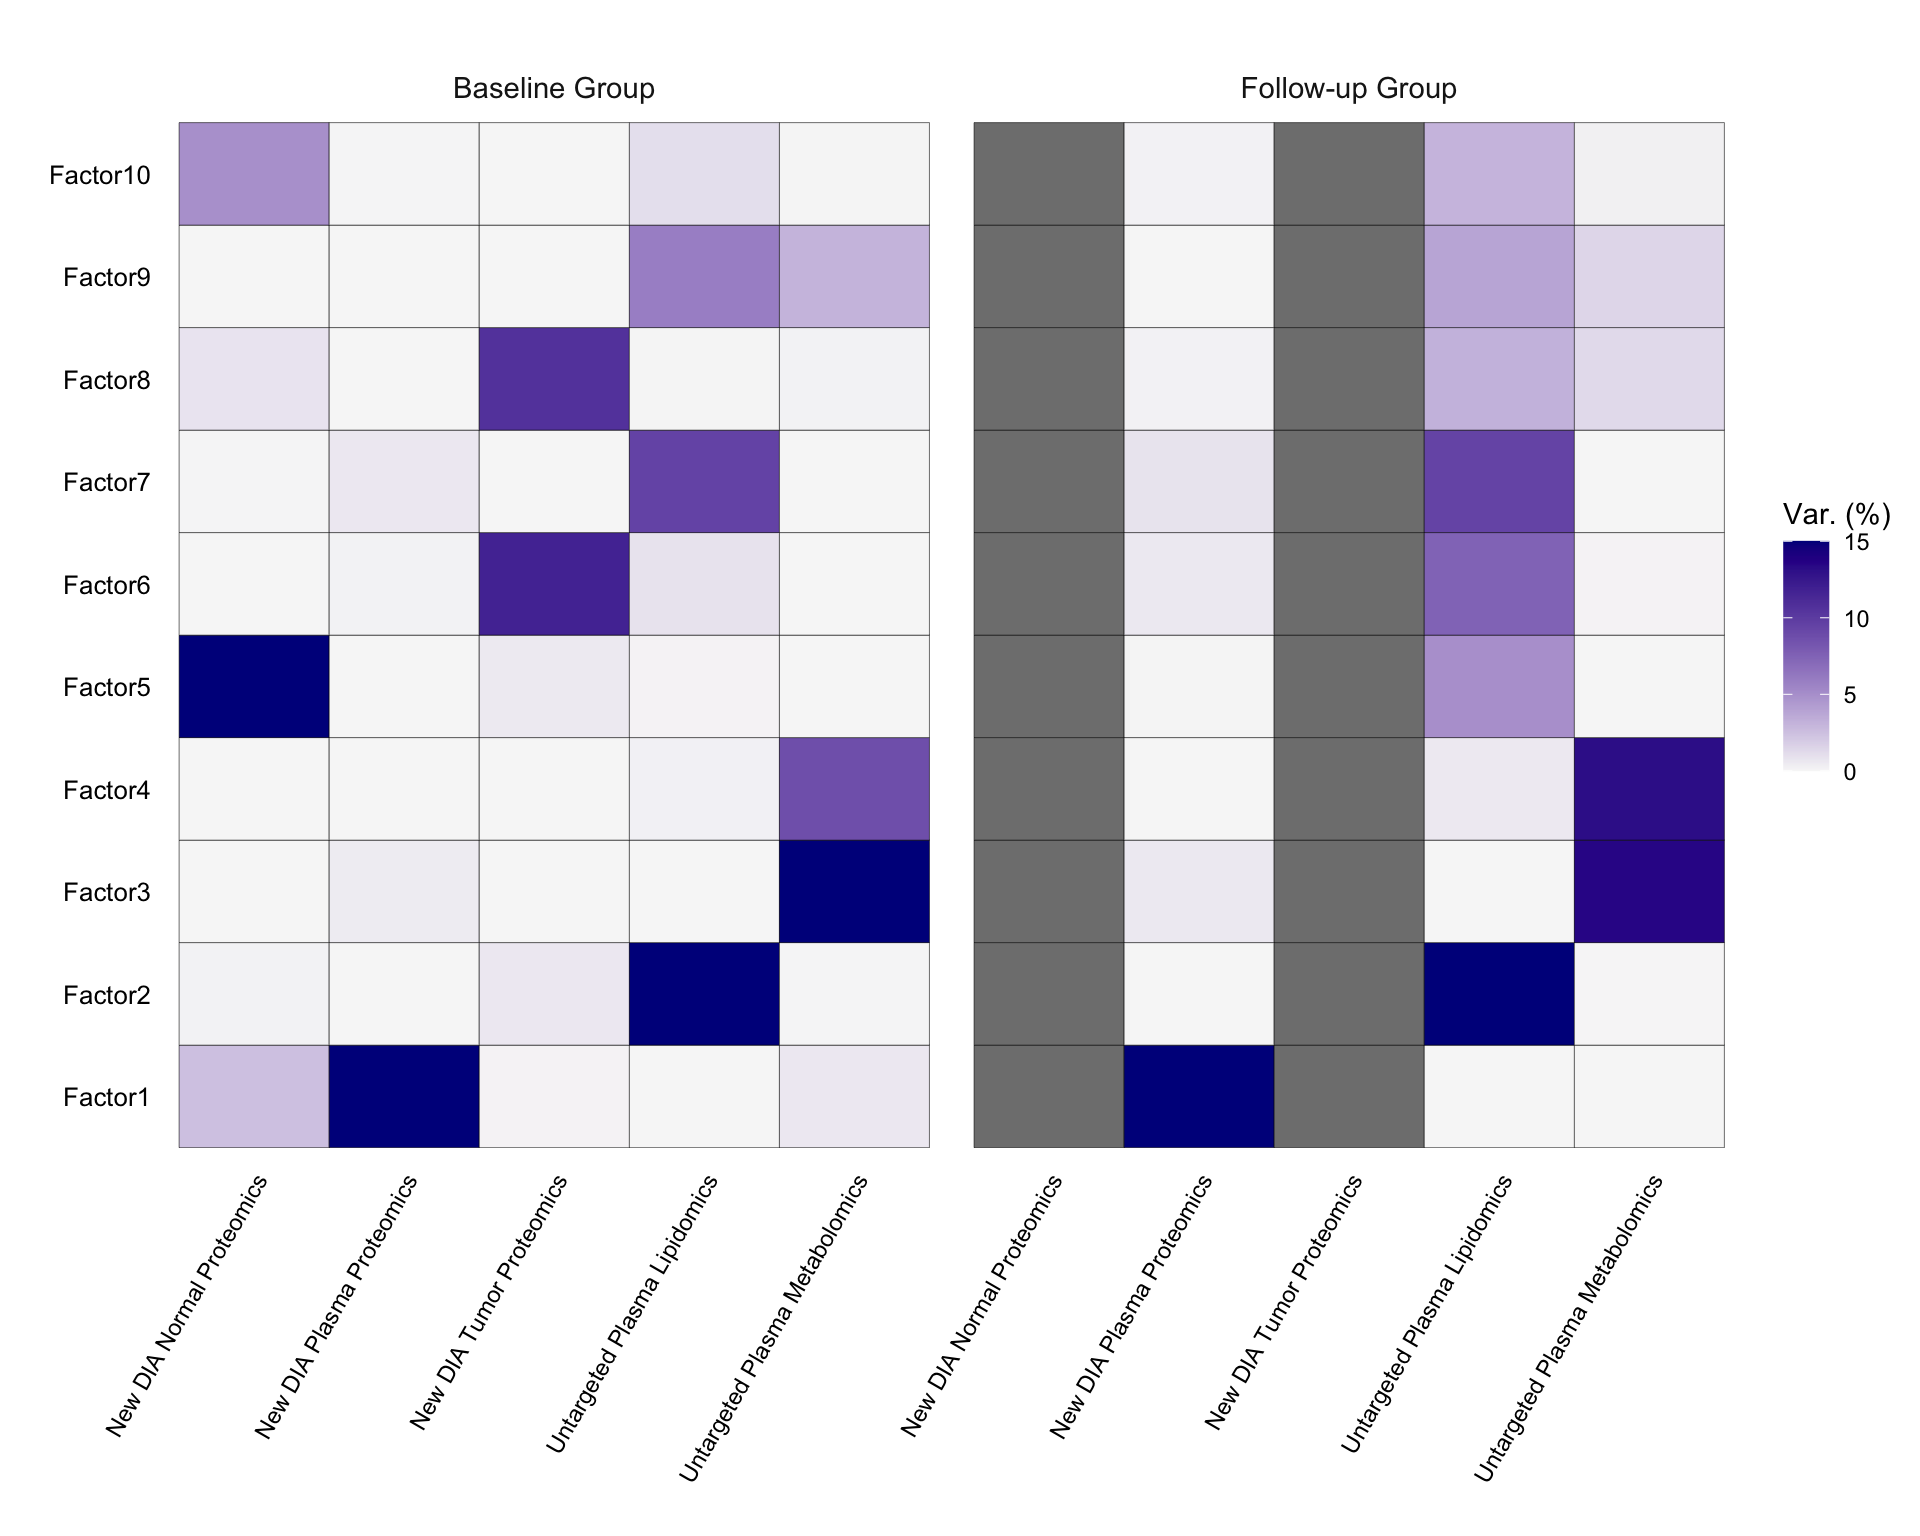 Baseline Group
Follow-up Group
Factor10
Factor9
Factor8
Factor7
Factor6
Factor5
Factor4
Factor3
Factor2
Factor1
Var. (%)
15
10
5
0
New DIA Normal Proteomics
New DIA Plasma Proteomics
New DIA Tumor Proteomics
Untargeted Plasma Lipidomics
Untargeted Plasma Metabolomics
New DIA Normal Proteomics
New DIA Plasma Proteomics
New DIA Tumor Proteomics
Untargeted Plasma Lipidomics
Untargeted Plasma Metabolomics